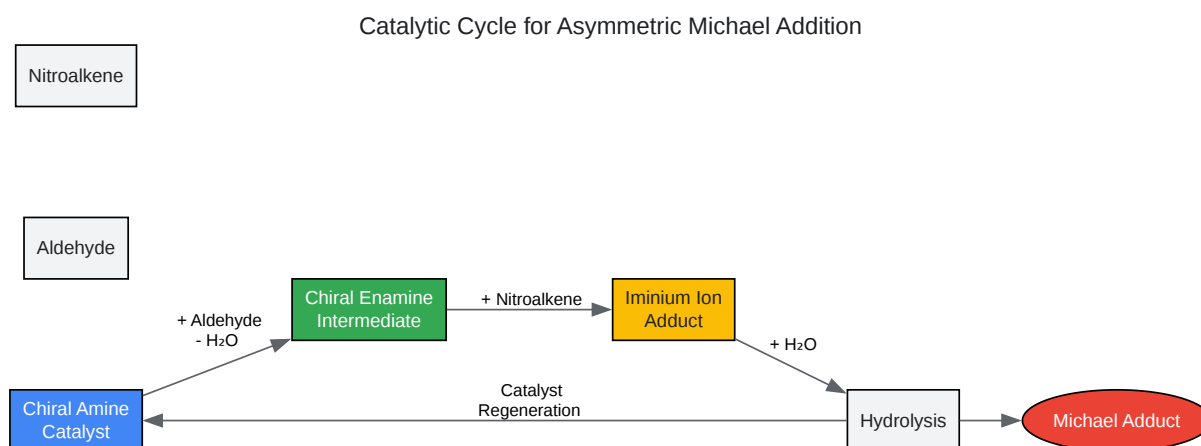 Catalytic Cycle for Asymmetric Michael Addition
Nitroalkene
Aldehyde
Chiral Enamine
Intermediate
+ Nitroalkene
Iminium Ion
Adduct
+ Aldehyde
- H₂O
+ H₂O
Catalyst
Regeneration
Chiral Amine
Catalyst
Hydrolysis
Michael Adduct